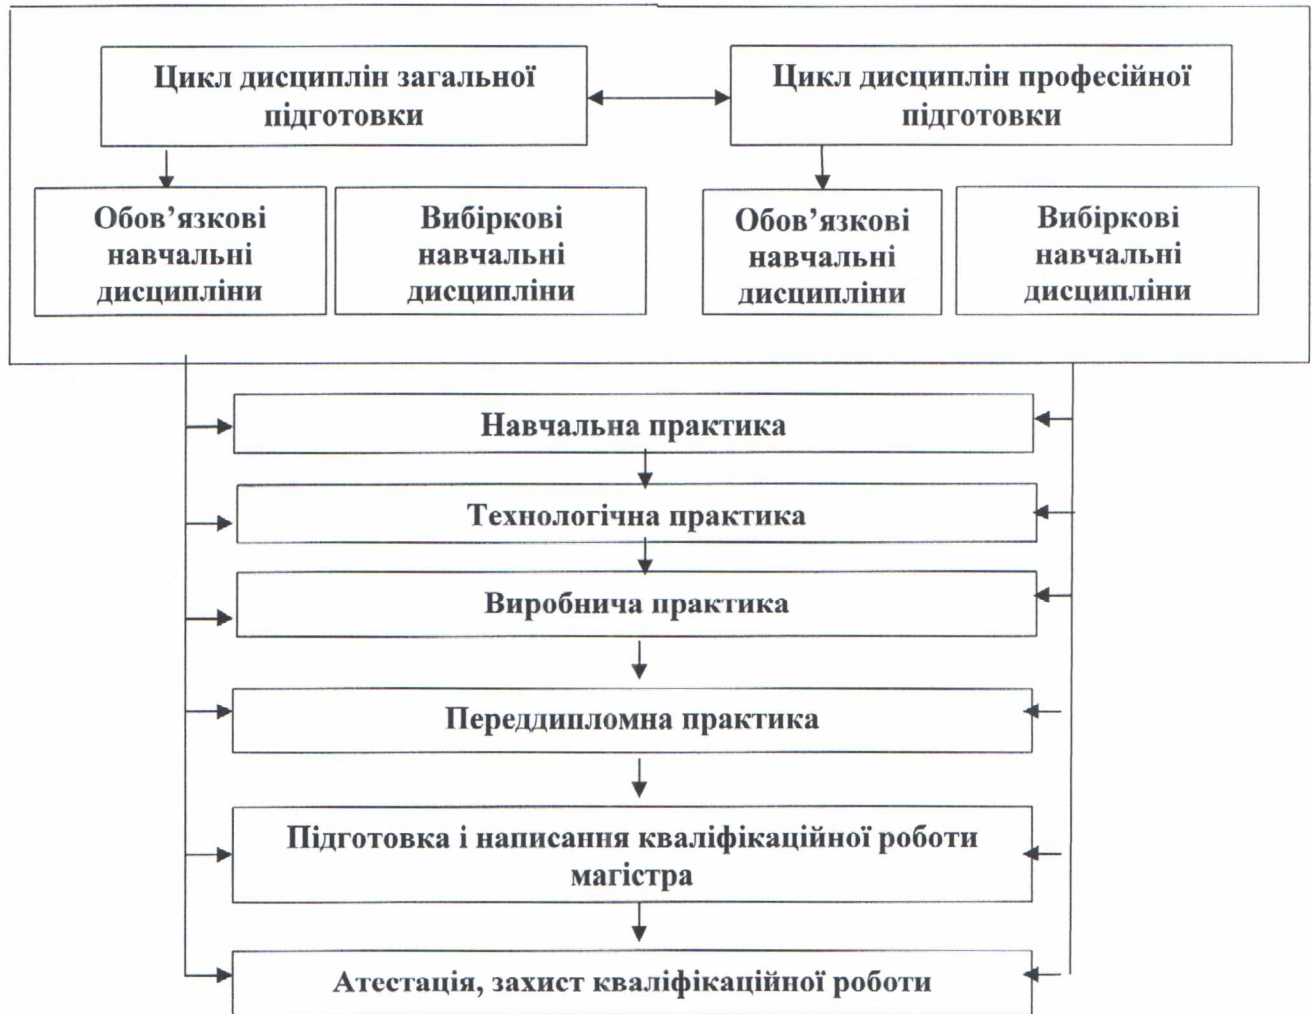 Цикл дисциплін загальної
підготовки
Цикл дисциплін професійної
підготовки
Обов’язкові
навчальні
дисципліни
Вибіркові
навчальні
дисципліни
Обов’язкові
навчальні
дисципліни
Вибіркові
навчальні
дисципліни
Навчальна практика
Технологічна практика
Виробнича практика
Переддипломна практика
Підготовка і написання кваліфікаційної роботи
магістра
Атестація, захист кваліфікаційної роботи